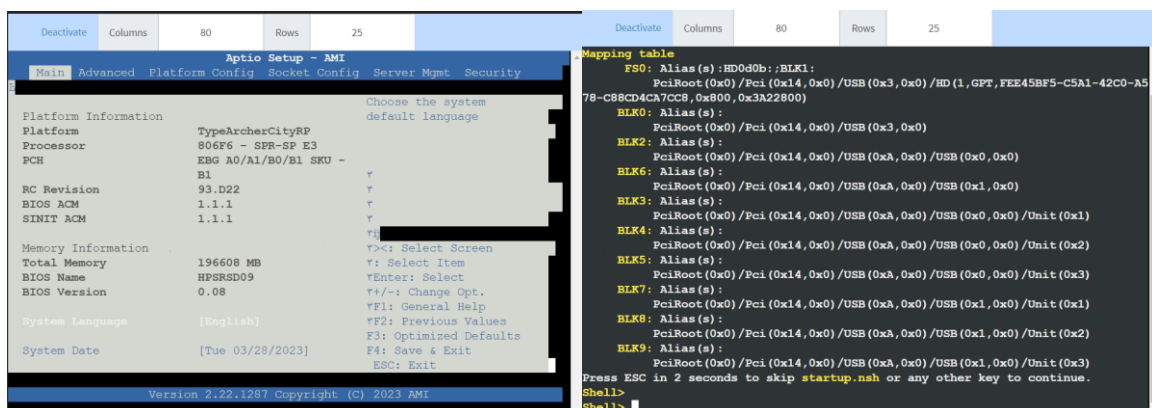 Deactivate Columns 80 Rows 25
Aptio Setup - AMI
Main Advanced Platform Config Socket Config Server Mgmt Security
Choose the system
Platform Information default language
Platform TypeArcherCityRP
Processor 806F6 - SPR-SP E3
PCH EBG A0/A1/B0/B1 SKU -
B1
RC Revision 93.D22
BIOS ACM 1.1.1
SINIT ACM 1.1.1
Memory Information ><: Select Screen
Total Memory 196608 MB : Select Item
BIOS Name HPSRSD09 Enter: Select
BIOS Version 0.08 +/-: Change Opt.
F1: General Help
System Language [English] F2: Previous Values
F3: Optimized Defaults
System Date [Tue 03/28/2023] F4: Save & Exit
ESC: Exit
Version 2.22.1287 Copyright (C) 2023 AMI
Deactivate Columns 80 Rows 25
Mapping table
FS0: Alias(s):HD0d0b:;BLK1:
PciRoot(0x0)/Pci(0x14,0x0)/USB(0x3,0x0)/HD(1,GPT,FEE45BF5-C5A1-42C0-A5
78-C88CD4CA7CC8,0x800,0x3A22800)
BLK0: Alias(s):
PciRoot(0x0)/Pci(0x14,0x0)/USB(0x3,0x0)
BLK2: Alias(s):
PciRoot(0x0)/Pci(0x14,0x0)/USB(0xA,0x0)/USB(0x0,0x0)
BLK6: Alias(s):
PciRoot(0x0)/Pci(0x14,0x0)/USB(0xA,0x0)/USB(0x1,0x0)
BLK3: Alias(s):
PciRoot(0x0)/Pci(0x14,0x0)/USB(0xA,0x0)/USB(0x0,0x0)/Unit(0x1)
BLK4: Alias(s):
PciRoot(0x0)/Pci(0x14,0x0)/USB(0xA,0x0)/USB(0x0,0x0)/Unit(0x2)
BLK5: Alias(s):
PciRoot(0x0)/Pci(0x14,0x0)/USB(0xA,0x0)/USB(0x0,0x0)/Unit(0x3)
BLK7: Alias(s):
PciRoot(0x0)/Pci(0x14,0x0)/USB(0xA,0x0)/USB(0x1,0x0)/Unit(0x1)
BLK8: Alias(s):
PciRoot(0x0)/Pci(0x14,0x0)/USB(0xA,0x0)/USB(0x1,0x0)/Unit(0x2)
BLK9: Alias(s):
PciRoot(0x0)/Pci(0x14,0x0)/USB(0xA,0x0)/USB(0x1,0x0)/Unit(0x3)
Press ESC in 2 seconds to skip startup.nsh or any other key to continue.
Shell>
Shell>